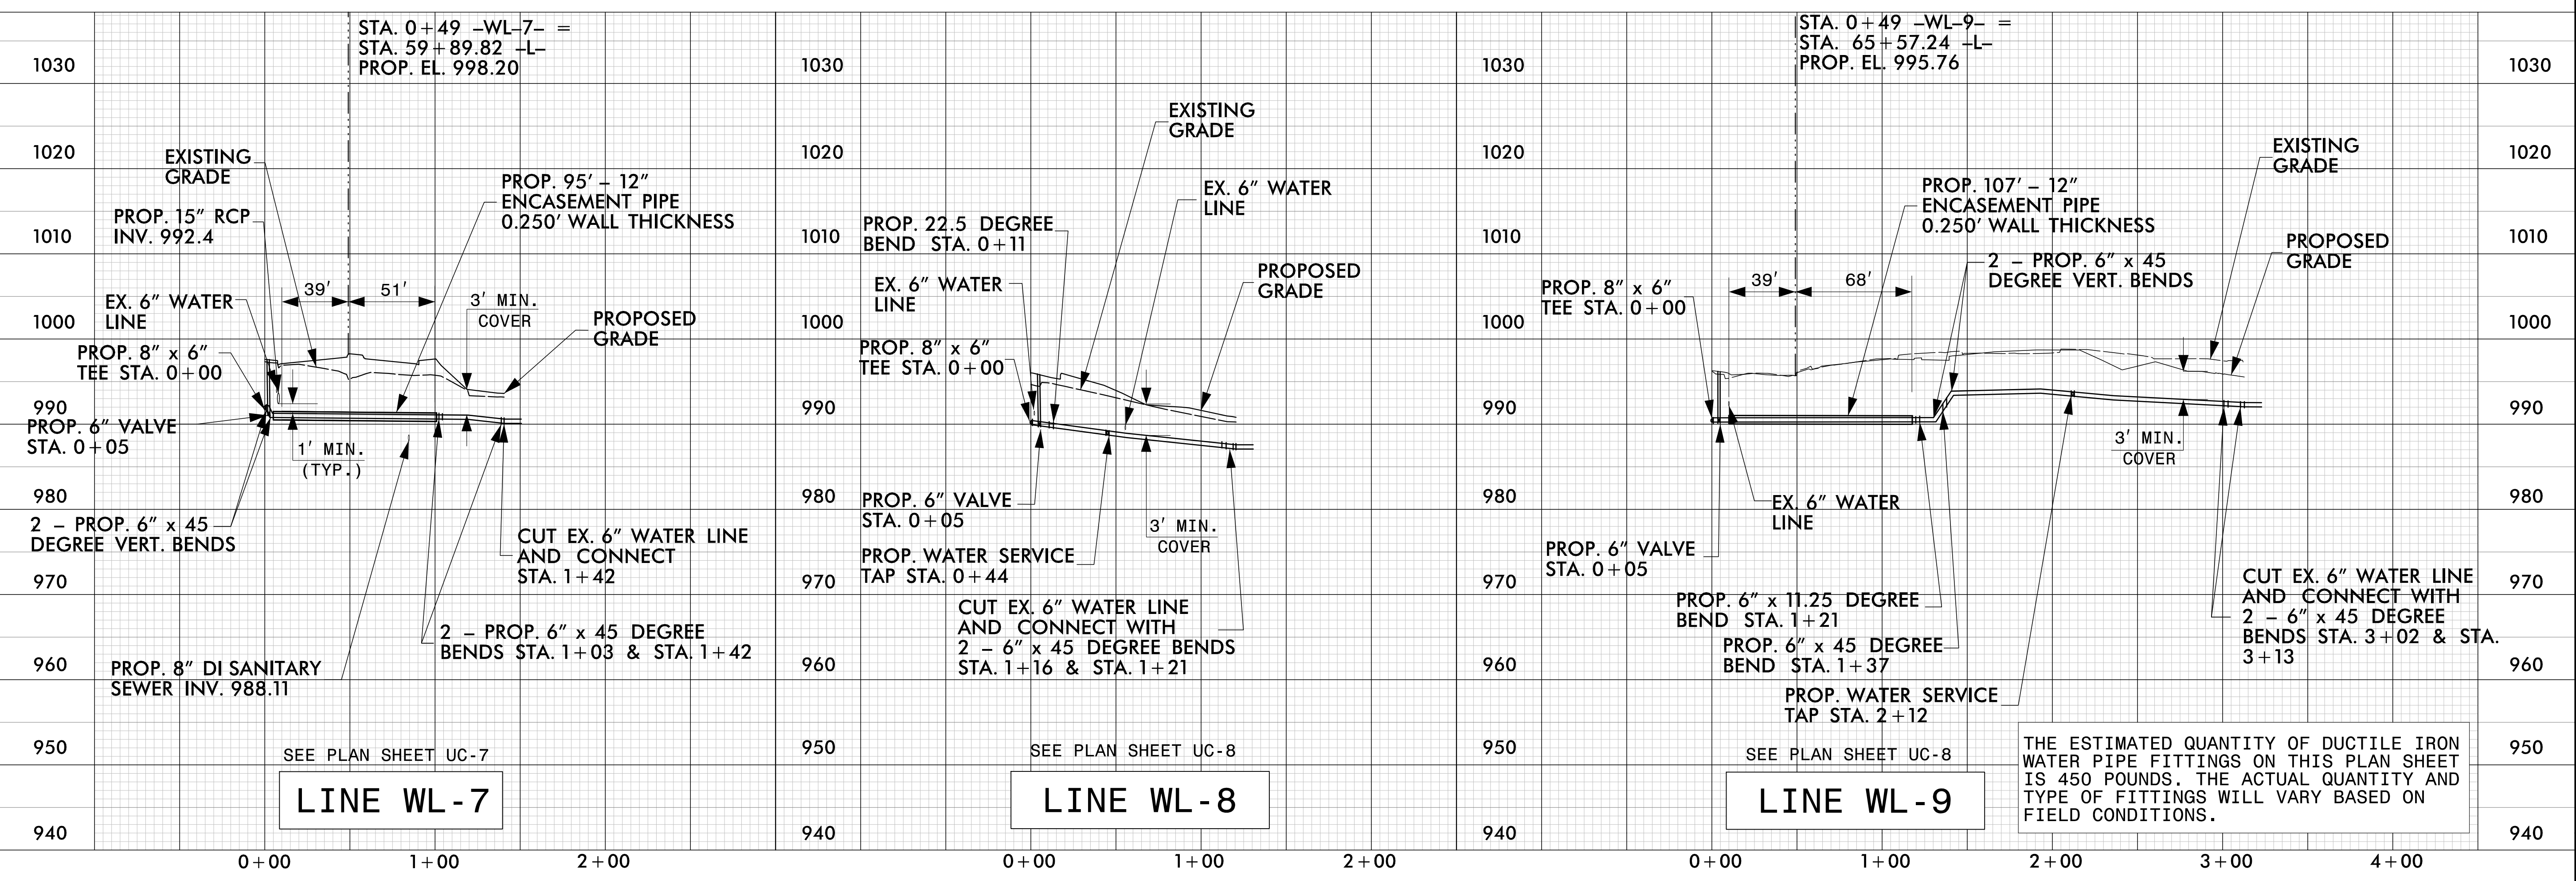 STA. 0+49 –WL–7– =
STA. 59+89.82 –L–
PROP. EL. 998.20
STA. 0+49 –WL–9– =
STA. 65+57.24 –L–
PROP. EL. 995.76
1030
1020
1010
1000
990
980
970
960
950
940
EXISTING
GRADE
PROP. 15" RCP
INV. 992.4
EX. 6" WATER
LINE
PROP. 8" x 6"
TEE STA. 0+00
PROP. 6" VALVE
STA. 0+05
2 – PROP. 6" x 45
DEGREE VERT. BENDS
PROP. 8" DI SANITARY
SEWER INV. 988.11
39'
51'
1' MIN.
(TYP.)
PROP. 95' – 12"
ENCASEMENT PIPE
0.250' WALL THICKNESS
3' MIN.
COVER
PROPOSED
GRADE
CUT EX. 6" WATER LINE
AND CONNECT
STA. 1+42
2 – PROP. 6" x 45 DEGREE
BENDS STA. 1+03 & STA. 1+42
SEE PLAN SHEET UC-7
LINE WL-7
0+00
1+00
2+00
1030
1020
1010
1000
990
980
970
960
950
940
EXISTING
GRADE
EX. 6" WATER
LINE
PROP. 22.5 DEGREE
BEND STA. 0+11
EX. 6" WATER
LINE
PROPOSED
GRADE
PROP. 8" x 6"
TEE STA. 0+00
PROP. 6" VALVE
STA. 0+05
3' MIN.
COVER
PROP. WATER SERVICE
TAP STA. 0+44
CUT EX. 6" WATER LINE
AND CONNECT WITH
2 – 6" x 45 DEGREE BENDS
STA. 1+16 & STA. 1+21
SEE PLAN SHEET UC-8
LINE WL-8
0+00
1+00
2+00
1030
1020
1010
1000
990
980
970
960
950
940
EXISTING
GRADE
PROP. 107' – 12"
ENCASEMENT PIPE
0.250' WALL THICKNESS
PROPOSED
GRADE
2 – PROP. 6" x 45
DEGREE VERT. BENDS
39'
68'
PROP. 8" x 6"
TEE STA. 0+00
3' MIN.
COVER
EX. 6" WATER
LINE
PROP. 6" VALVE
STA. 0+05
PROP. 6" x 11.25 DEGREE
BEND STA. 1+21
PROP. 6" x 45 DEGREE
BEND STA. 1+37
PROP. WATER SERVICE
TAP STA. 2+12
CUT EX. 6" WATER LINE
AND CONNECT WITH
2 – 6" x 45 DEGREE
BENDS STA. 3+02 & STA.
3+13
SEE PLAN SHEET UC-8
LINE WL-9
THE ESTIMATED QUANTITY OF DUCTILE IRON
WATER PIPE FITTINGS ON THIS PLAN SHEET
IS 450 POUNDS. THE ACTUAL QUANTITY AND
TYPE OF FITTINGS WILL VARY BASED ON
FIELD CONDITIONS.
0+00
1+00
2+00
3+00
4+00
1030
1020
1010
1000
990
980
970
960
950
940